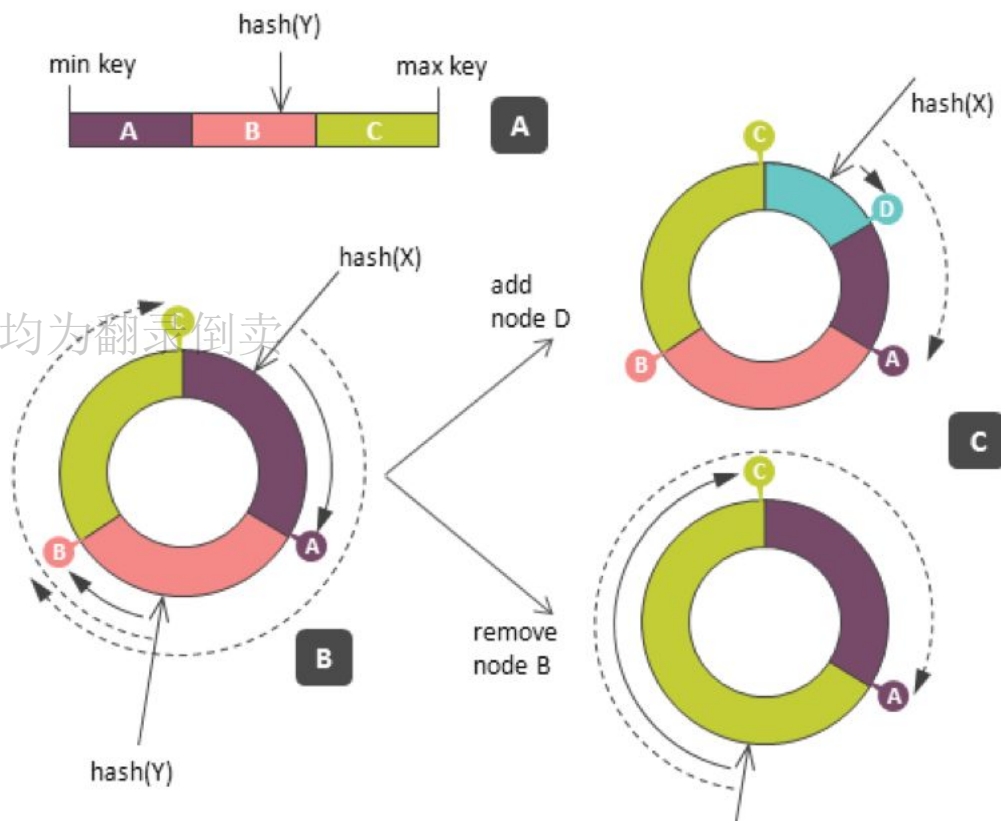 hash(Y)
min key
max key
A
B
C
A
hash(X)
C
D
A
B
add
node D
hash(X)
均为翻录倒卖
C
A
B
B
hash(Y)
C
remove
node B
C
A